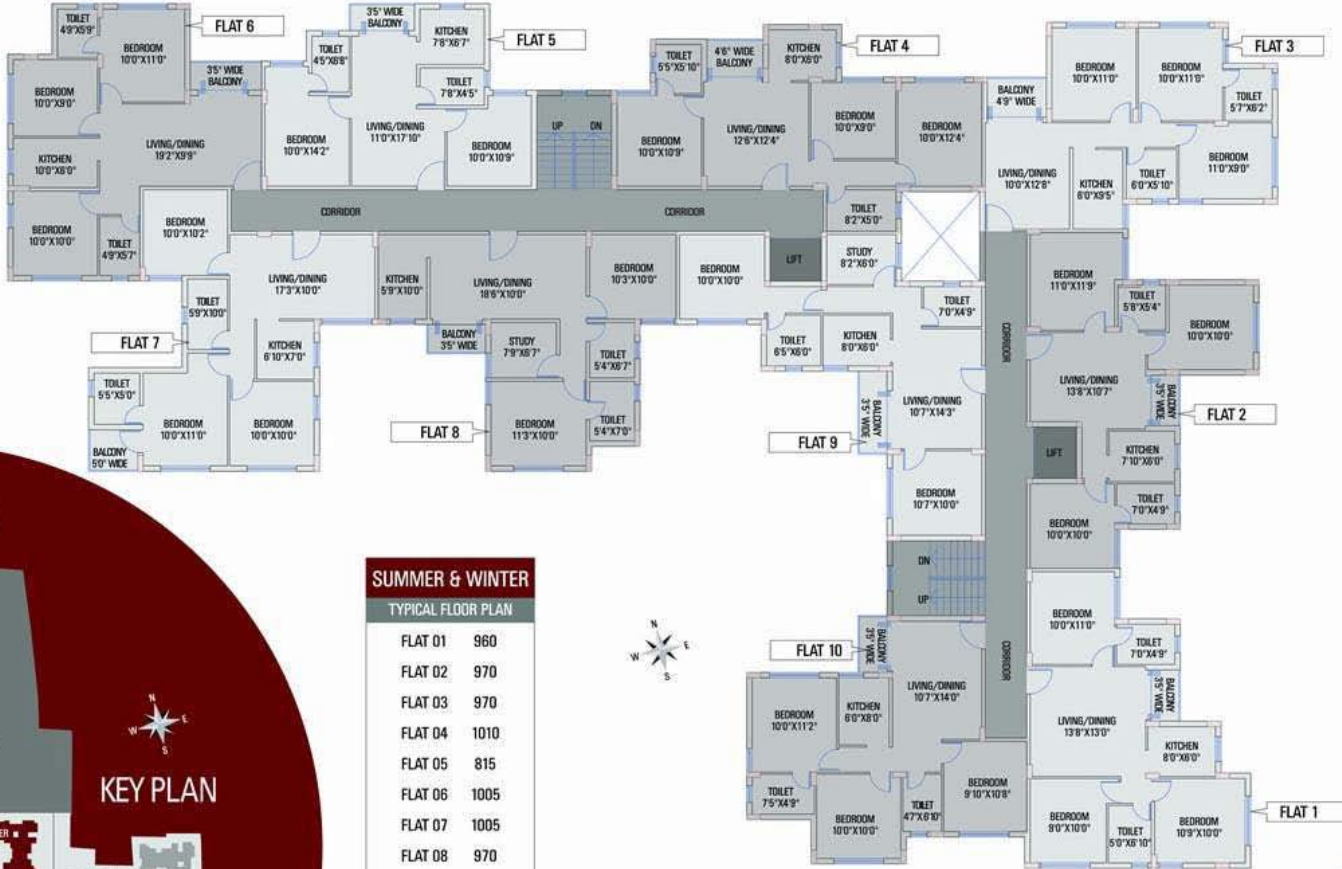 FLAT 6
TOILET
4'9"X5'9"
BEDROOM
10'0"X11'0"
BEDROOM
10'0"X9'0"
3'5" WIDE
BALCONY
KITCHEN
10'0"X6'0"
LIVING/DINING
19'2"X9'9"
BEDROOM
10'0"X10'0"
TOILET
4'9"X5'7"
FLAT 5
3'5" WIDE
BALCONY
KITCHEN
7'8"X6'7"
TOILET
4'5"X6'8"
TOILET
7'8"X4'5"
BEDROOM
10'0"X14'2"
LIVING/DINING
11'0"X17'10"
BEDROOM
10'0"X10'9"
UP
DN
FLAT 4
TOILET
5'5"X5'10"
4'6" WIDE
BALCONY
KITCHEN
8'0"X6'0"
BEDROOM
10'0"X10'9"
LIVING/DINING
12'6"X12'4"
BEDROOM
10'0"X9'0"
BEDROOM
10'0"X12'4"
TOILET
8'2"X5'0"
FLAT 3
BEDROOM
10'0"X11'0"
BEDROOM
10'0"X11'0"
BALCONY
4'9" WIDE
TOILET
5'7"X6'2"
LIVING/DINING
10'0"X12'8"
KITCHEN
6'0"X9'5"
TOILET
6'0"X5'10"
BEDROOM
11'0"X9'0"
CORRIDOR
CORRIDOR
LIFT
FLAT 7
BEDROOM
10'0"X10'2"
LIVING/DINING
17'3"X10'0"
TOILET
5'9"X10'0"
KITCHEN
6'10"X7'0"
TOILET
5'5"X5'0"
BEDROOM
10'0"X11'0"
BEDROOM
10'0"X10'0"
BALCONY
5'0" WIDE
FLAT 8
KITCHEN
5'9"X10'0"
LIVING/DINING
18'6"X10'0"
BEDROOM
10'3"X10'0"
BALCONY
3'5" WIDE
STUDY
7'9"X6'7"
TOILET
5'4"X6'7"
BEDROOM
11'3"X10'0"
TOILET
5'4"X7'0"
FLAT 9
BEDROOM
10'0"X10'0"
STUDY
8'2"X6'0"
TOILET
7'0"X4'9"
TOILET
6'5"X6'0"
KITCHEN
8'0"X6'0"
BALCONY
3'5" WIDE
LIVING/DINING
10'7"X14'3"
BEDROOM
10'7"X10'0"
CORRIDOR
FLAT 2
BEDROOM
11'0"X11'9"
TOILET
5'8"X5'4"
BEDROOM
10'0"X10'0"
LIVING/DINING
13'8"X10'7"
BALCONY
3'5" WIDE
LIFT
KITCHEN
7'10"X6'0"
TOILET
7'0"X4'9"
BEDROOM
10'0"X10'0"
DN
UP
CORRIDOR
FLAT 10
BALCONY
3'5" WIDE
LIVING/DINING
10'7"X14'0"
BEDROOM
10'0"X11'2"
KITCHEN
6'0"X8'0"
TOILET
7'5"X4'9"
BEDROOM
10'0"X10'0"
TOILET
4'7"X6'10"
BEDROOM
9'10"X10'8"
FLAT 1
BEDROOM
10'0"X11'0"
TOILET
7'0"X4'9"
BALCONY
3'5" WIDE
LIVING/DINING
13'8"X13'0"
KITCHEN
8'0"X6'0"
BEDROOM
9'0"X10'0"
TOILET
5'0"X6'10"
BEDROOM
10'9"X10'0"
SUMMER & WINTER
TYPICAL FLOOR PLAN
FLAT 01 960
FLAT 02 970
FLAT 03 970
FLAT 04 1010
FLAT 05 815
FLAT 06 1005
FLAT 07 1005
FLAT 08 970
N
W E
S
N
W E
S
KEY PLAN